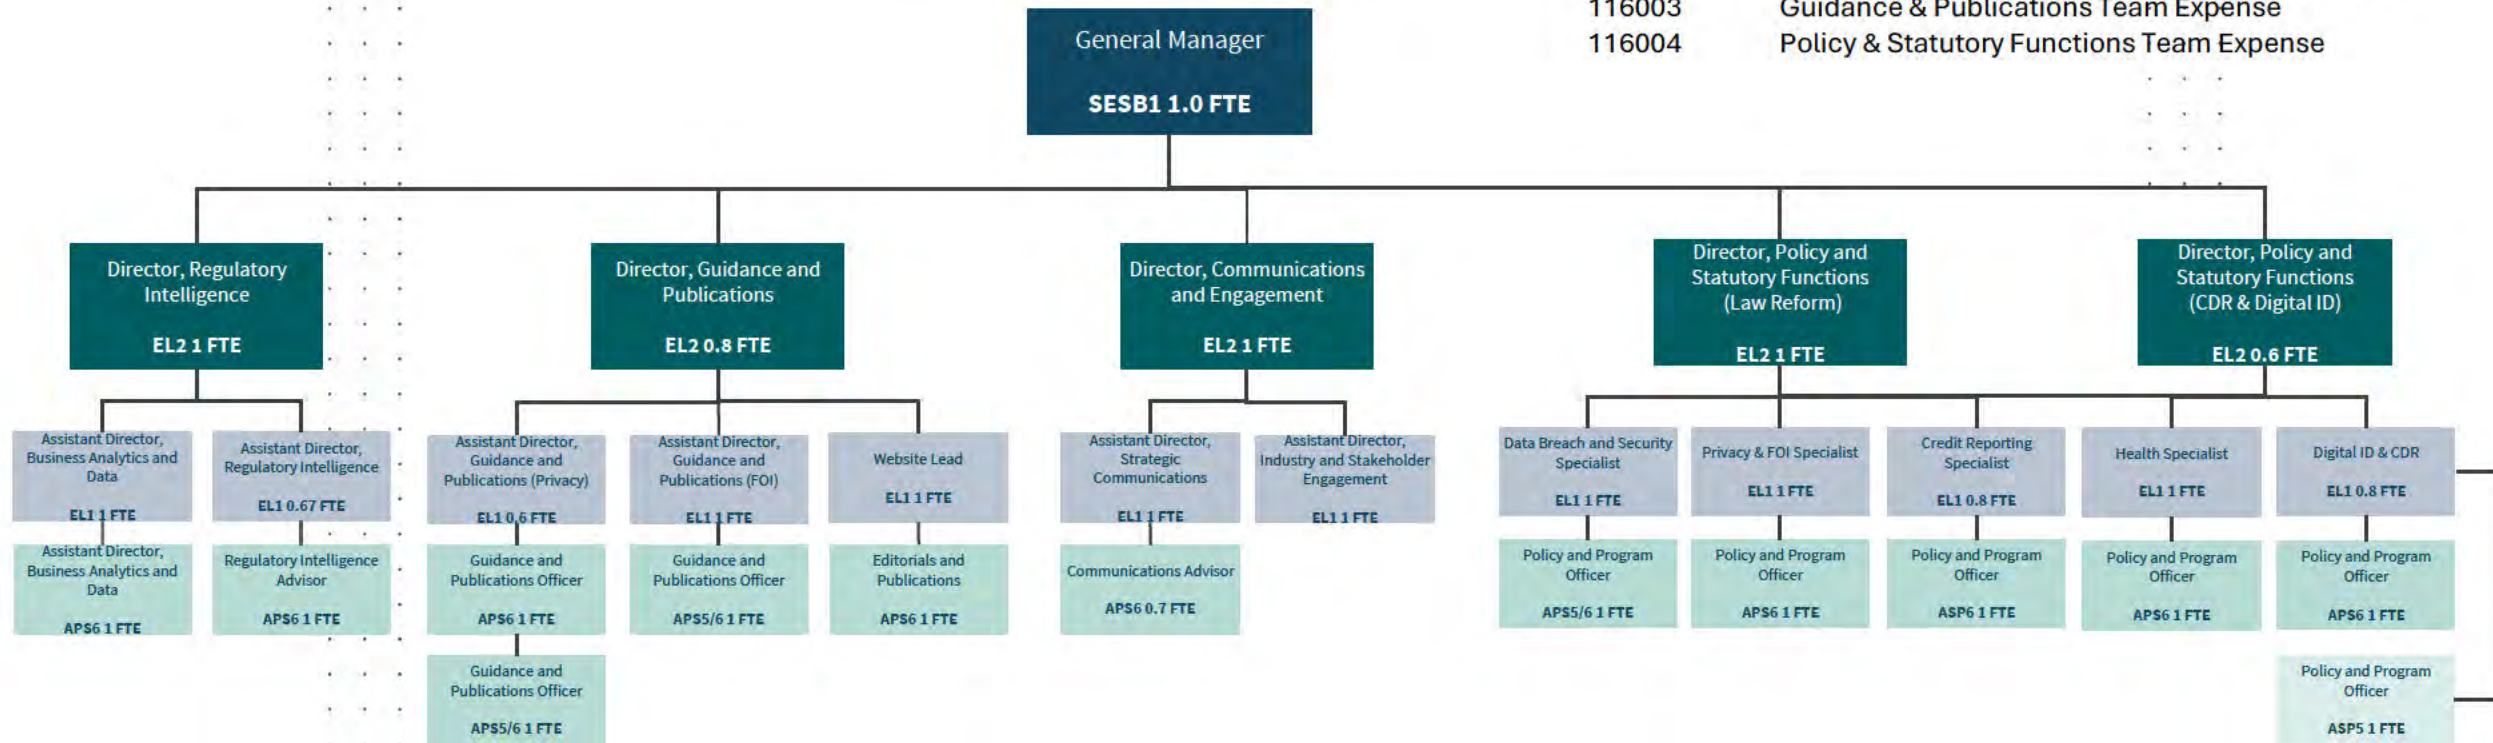 116003 Guidance & Publications Team Expense
116004 Policy & Statutory Functions Team Expense
General Manager
SESB1 1.0 FTE
Director, Regulatory
Intelligence
EL2 1 FTE
Director, Guidance and
Publications
EL2 0.8 FTE
Director, Communications
and Engagement
EL2 1 FTE
Director, Policy and
Statutory Functions
(Law Reform)
EL2 1 FTE
Director, Policy and
Statutory Functions
(CDR & Digital ID)
EL2 0.6 FTE
Assistant Director,
Business Analytics and
Data
EL1 1 FTE
Assistant Director,
Regulatory Intelligence
EL1 0.67 FTE
Assistant Director,
Guidance and
Publications (Privacy)
EL1 0.6 FTE
Assistant Director,
Guidance and
Publications (FOI)
EL1 1 FTE
Website Lead
EL1 1 FTE
Assistant Director,
Strategic
Communications
EL1 1 FTE
Assistant Director,
Industry and Stakeholder
Engagement
EL1 1 FTE
Data Breach and Security
Specialist
EL1 1 FTE
Privacy & FOI Specialist
EL1 1 FTE
Credit Reporting
Specialist
EL1 0.8 FTE
Health Specialist
EL1 1 FTE
Digital ID & CDR
EL1 0.8 FTE
Assistant Director,
Business Analytics and
Data
APS6 1 FTE
Regulatory Intelligence
Advisor
APS6 1 FTE
Guidance and
Publications Officer
APS6 1 FTE
Guidance and
Publications Officer
APS5/6 1 FTE
Editorials and
Publications
APS6 1 FTE
Communications Advisor
APS6 0.7 FTE
Policy and Program
Officer
APS5/6 1 FTE
Policy and Program
Officer
APS6 1 FTE
Policy and Program
Officer
ASP6 1 FTE
Policy and Program
Officer
APS6 1 FTE
Policy and Program
Officer
APS6 1 FTE
Guidance and
Publications Officer
APS5/6 1 FTE
Policy and Program
Officer
ASP5 1 FTE